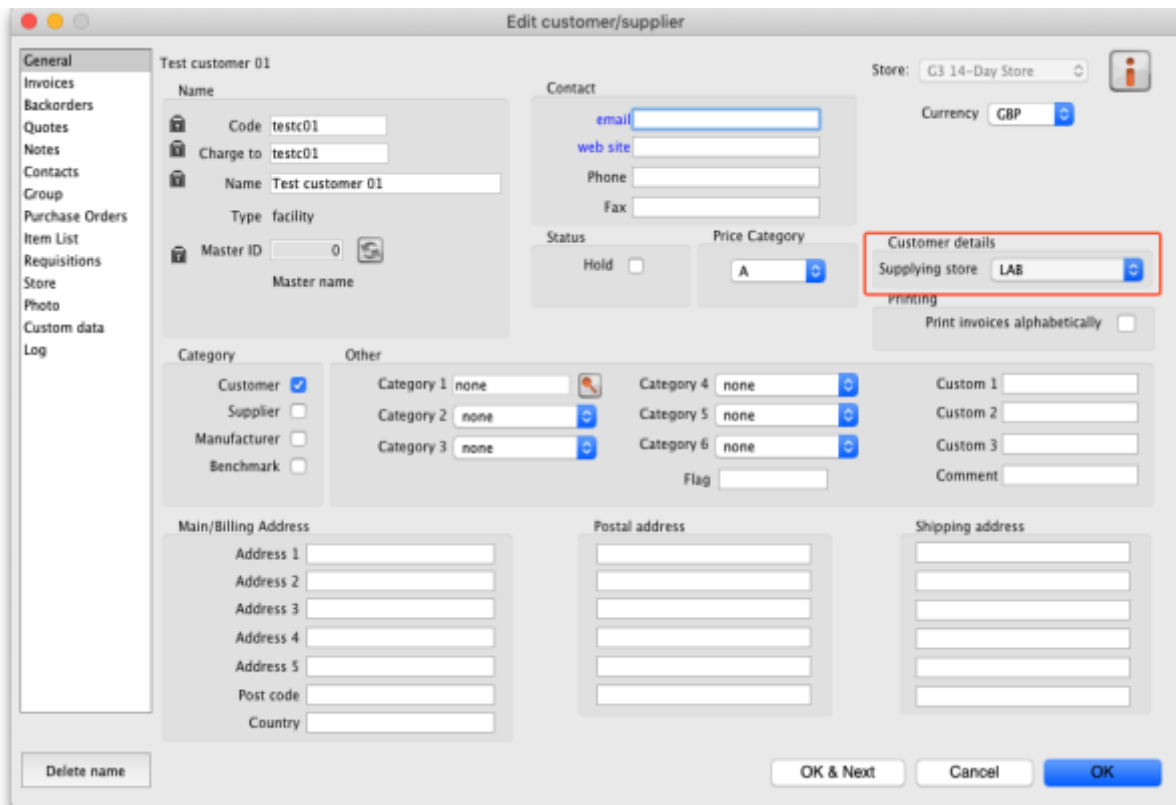 Edit customer/supplier
General
Invoices
Backorders
Quotes
Notes
Contacts
Group
Purchase Orders
Item List
Requisitions
Store
Photo
Custom data
Log
Test customer 01
Store: G3 14-Day Store
Currency GBP
Name
Code testc01
Charge to testc01
Name Test customer 01
Type facility
Master ID 0
Master name
Contact
email
web site
Phone
Fax
Status
Hold
Price Category
A
Customer details
Supplying store LAB
Printing
Print invoices alphabetically
Category
Customer
Supplier
Manufacturer
Benchmark
Other
Category 1 none
Category 2 none
Category 3 none
Category 4 none
Category 5 none
Category 6 none
Flag
Custom 1
Custom 2
Custom 3
Comment
Main/Billing Address
Address 1
Address 2
Address 3
Address 4
Address 5
Post code
Country
Postal address
Shipping address
Delete name
OK & Next
Cancel
OK